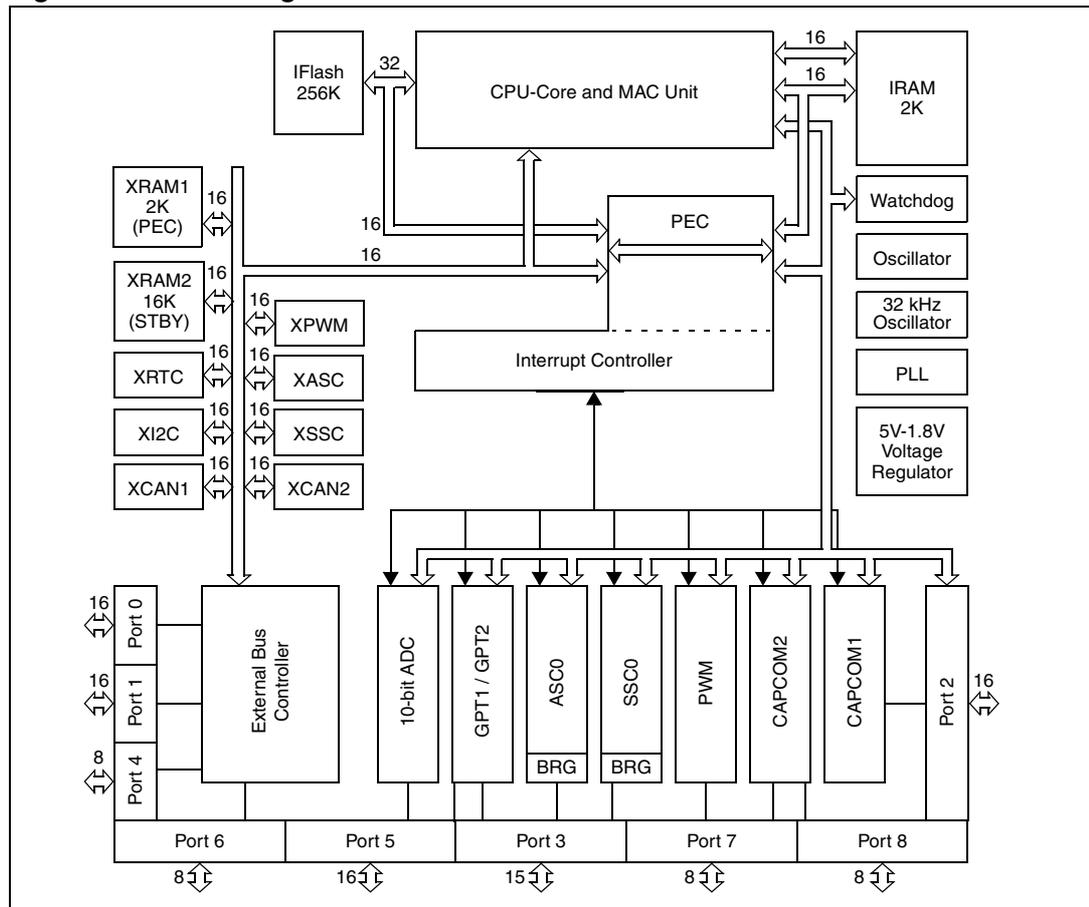 IFlash
256K
32
CPU-Core and MAC Unit
16
16
IRAM
2K
XRAM1
2K
(PEC)
16
16
PEC
Watchdog
16
Oscillator
XRAM2
16K
(STBY)
16
16
XPWM
32 kHz
Oscillator
XRTC
16
16
XASC
Interrupt Controller
PLL
XI2C
16
16
XSSC
5V-1.8V
Voltage
Regulator
XCAN1
16
16
XCAN2
16
Port 0
16
Port 1
8
Port 4
External Bus
Controller
10-bit ADC
GPT1 / GPT2
ASC0
BRG
SSC0
BRG
PWM
CAPCOM2
CAPCOM1
Port 2
16
Port 6
Port 5
Port 3
Port 7
Port 8
8
16
15
8
8